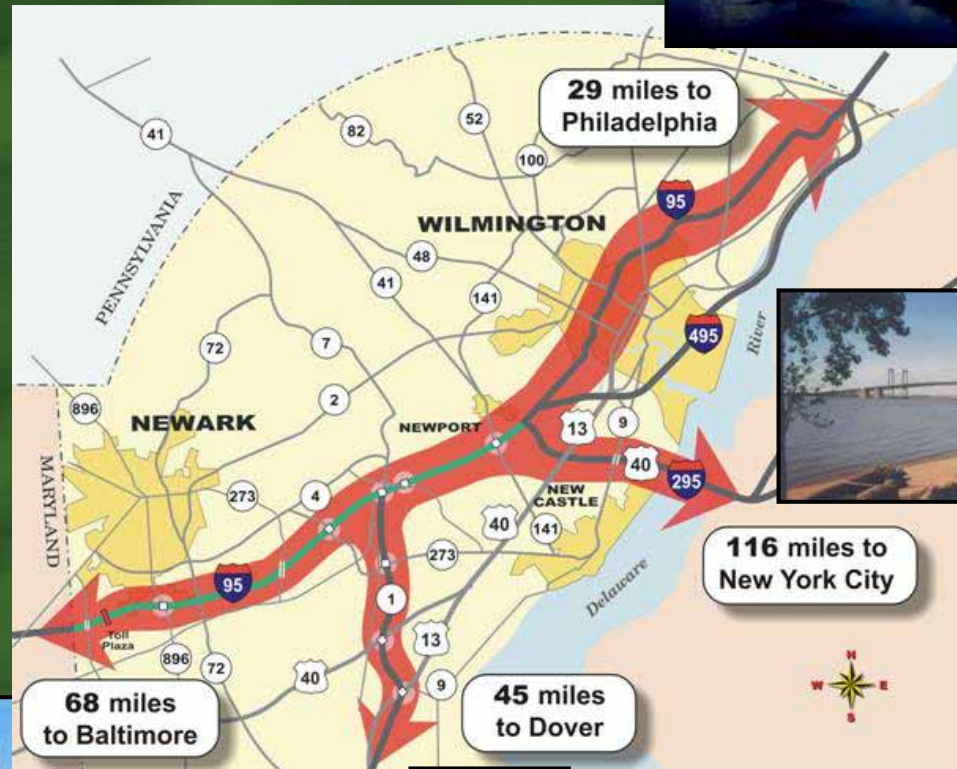 29 miles to
Philadelphia
41
82
52
100
95
WILMINGTON
PENNSYLVANIA
48
41
141
495
River
72
7
2
896
NEWARK
NEWPORT
13
9
40
295
MARYLAND
273
4
NEW
CASTLE
40
141
273
116 miles to
New York City
95
1
Delaware
Toll
Plaza
13
896
72
40
9
N
W E
S
68 miles
to Baltimore
45 miles
to Dover